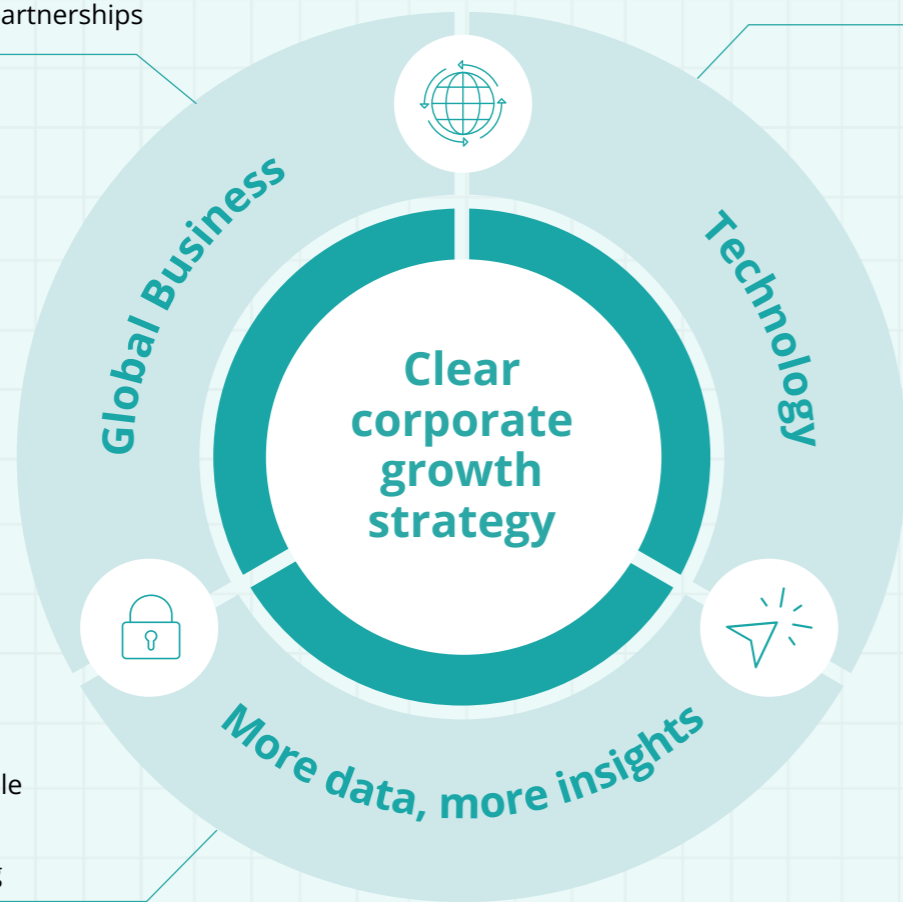 artnerships
Global Business
Technology
Clear
corporate
growth
strategy
More data, more insights
le
g